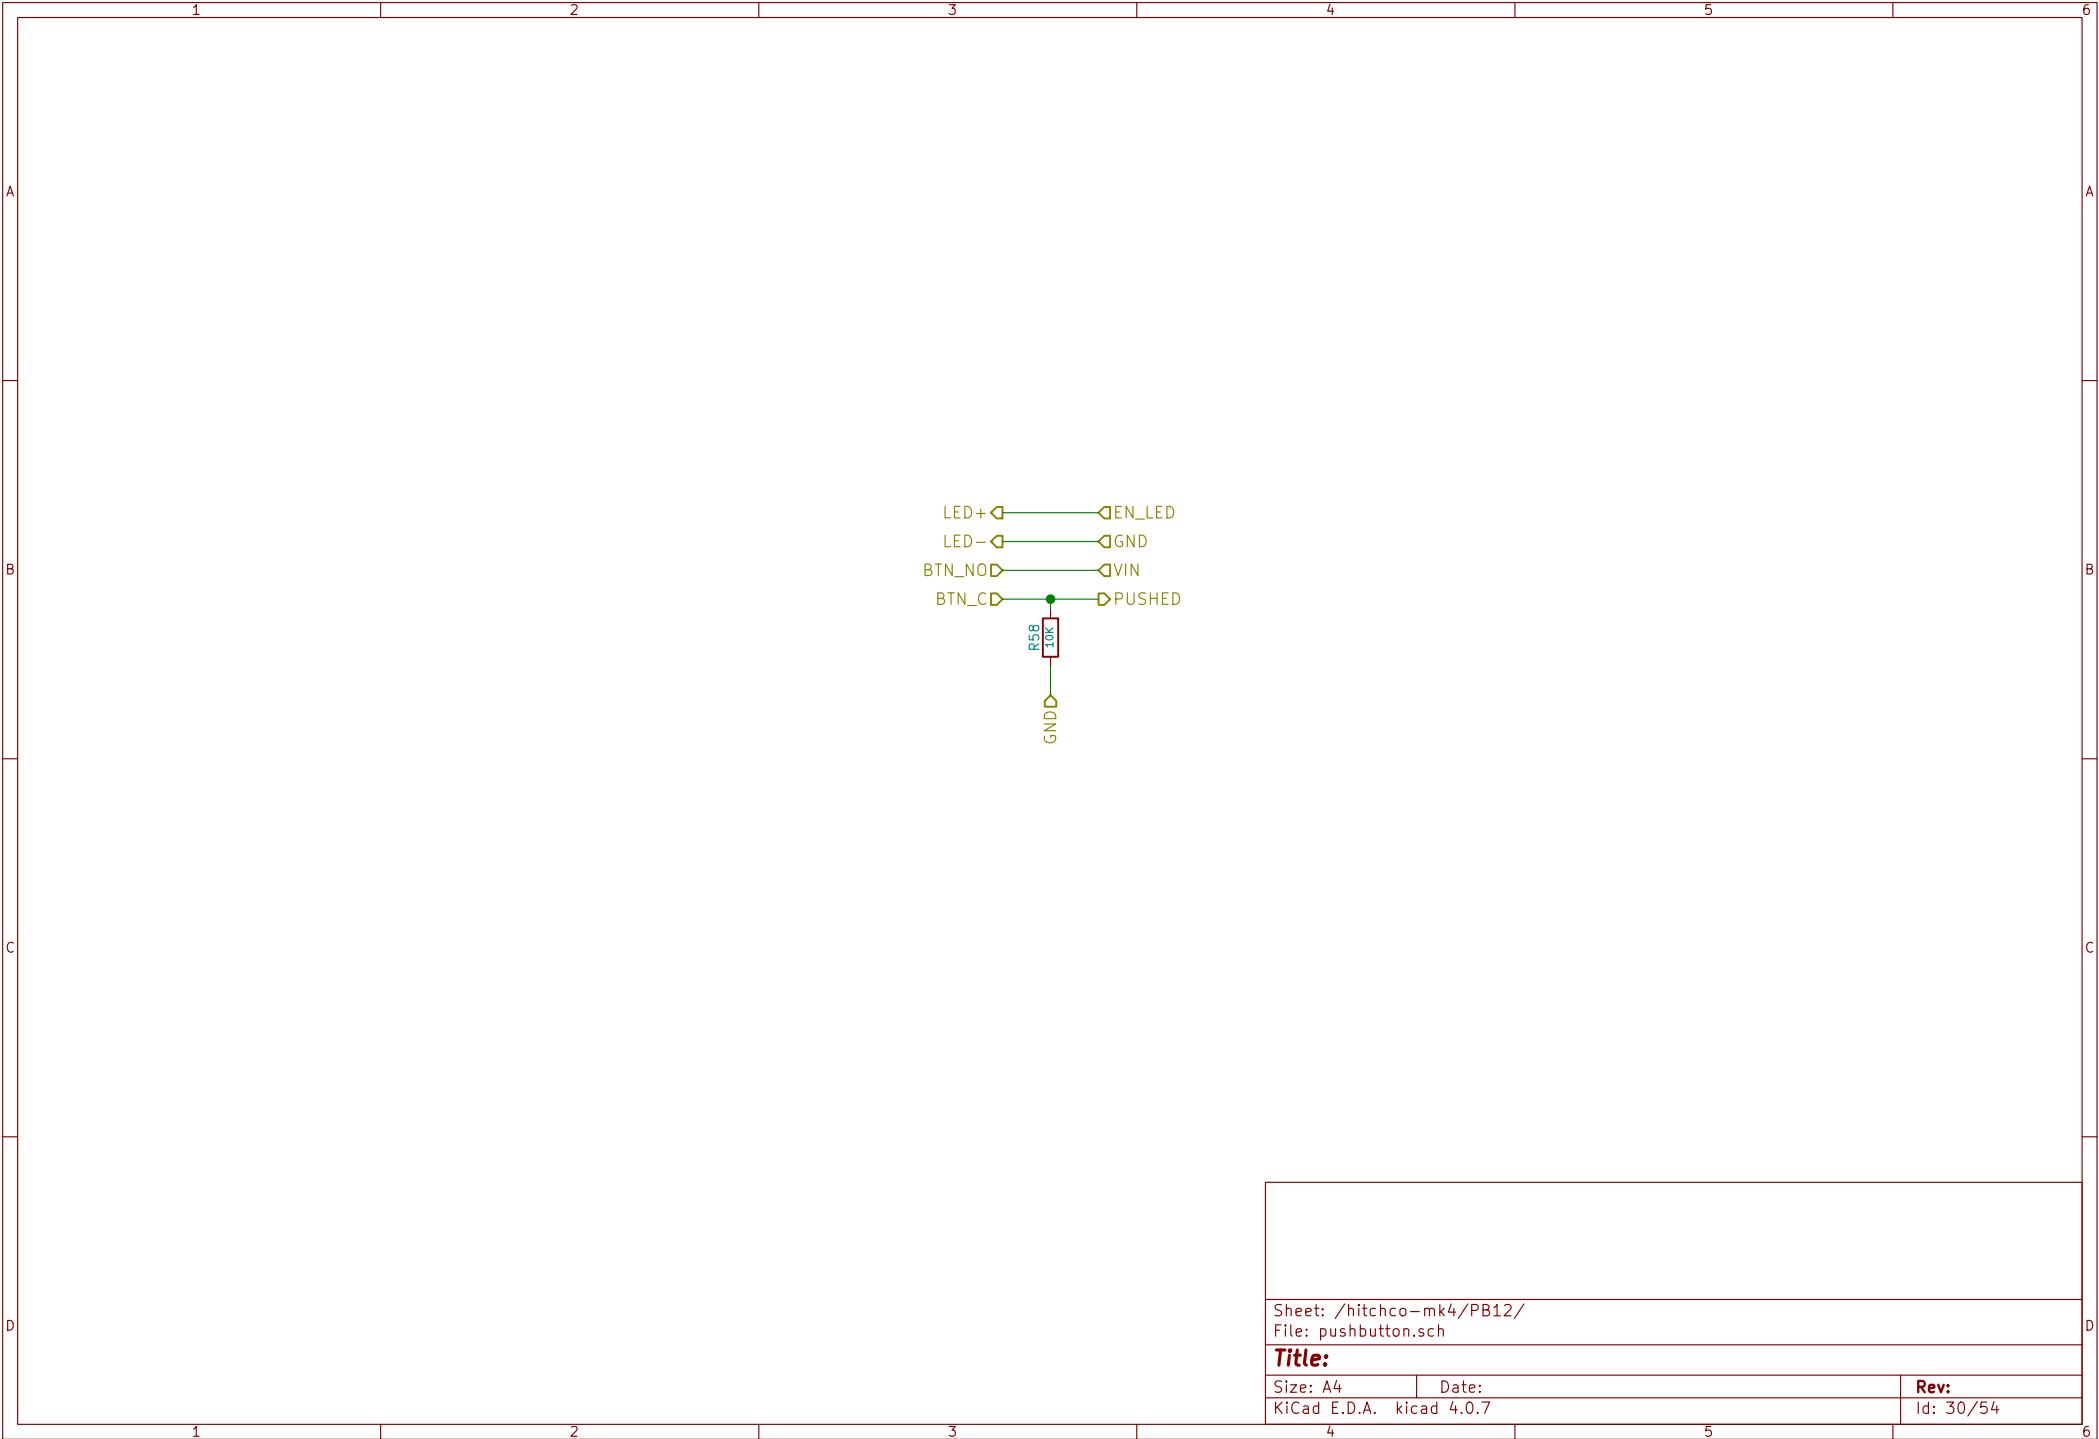 1 2 3 4 5 6
A A
LED+ EN_LED
LED- GND
B B
BTN_NO VIN
BTN_C PUSHED
R58 10K
GND
C C
Sheet: /hitchco-mk4/PB12/
D D
File: pushbutton.sch
Title:
Size: A4 Date: Rev:
KiCad E.D.A. kicad 4.0.7 Id: 30/54
1 2 3 4 5 6